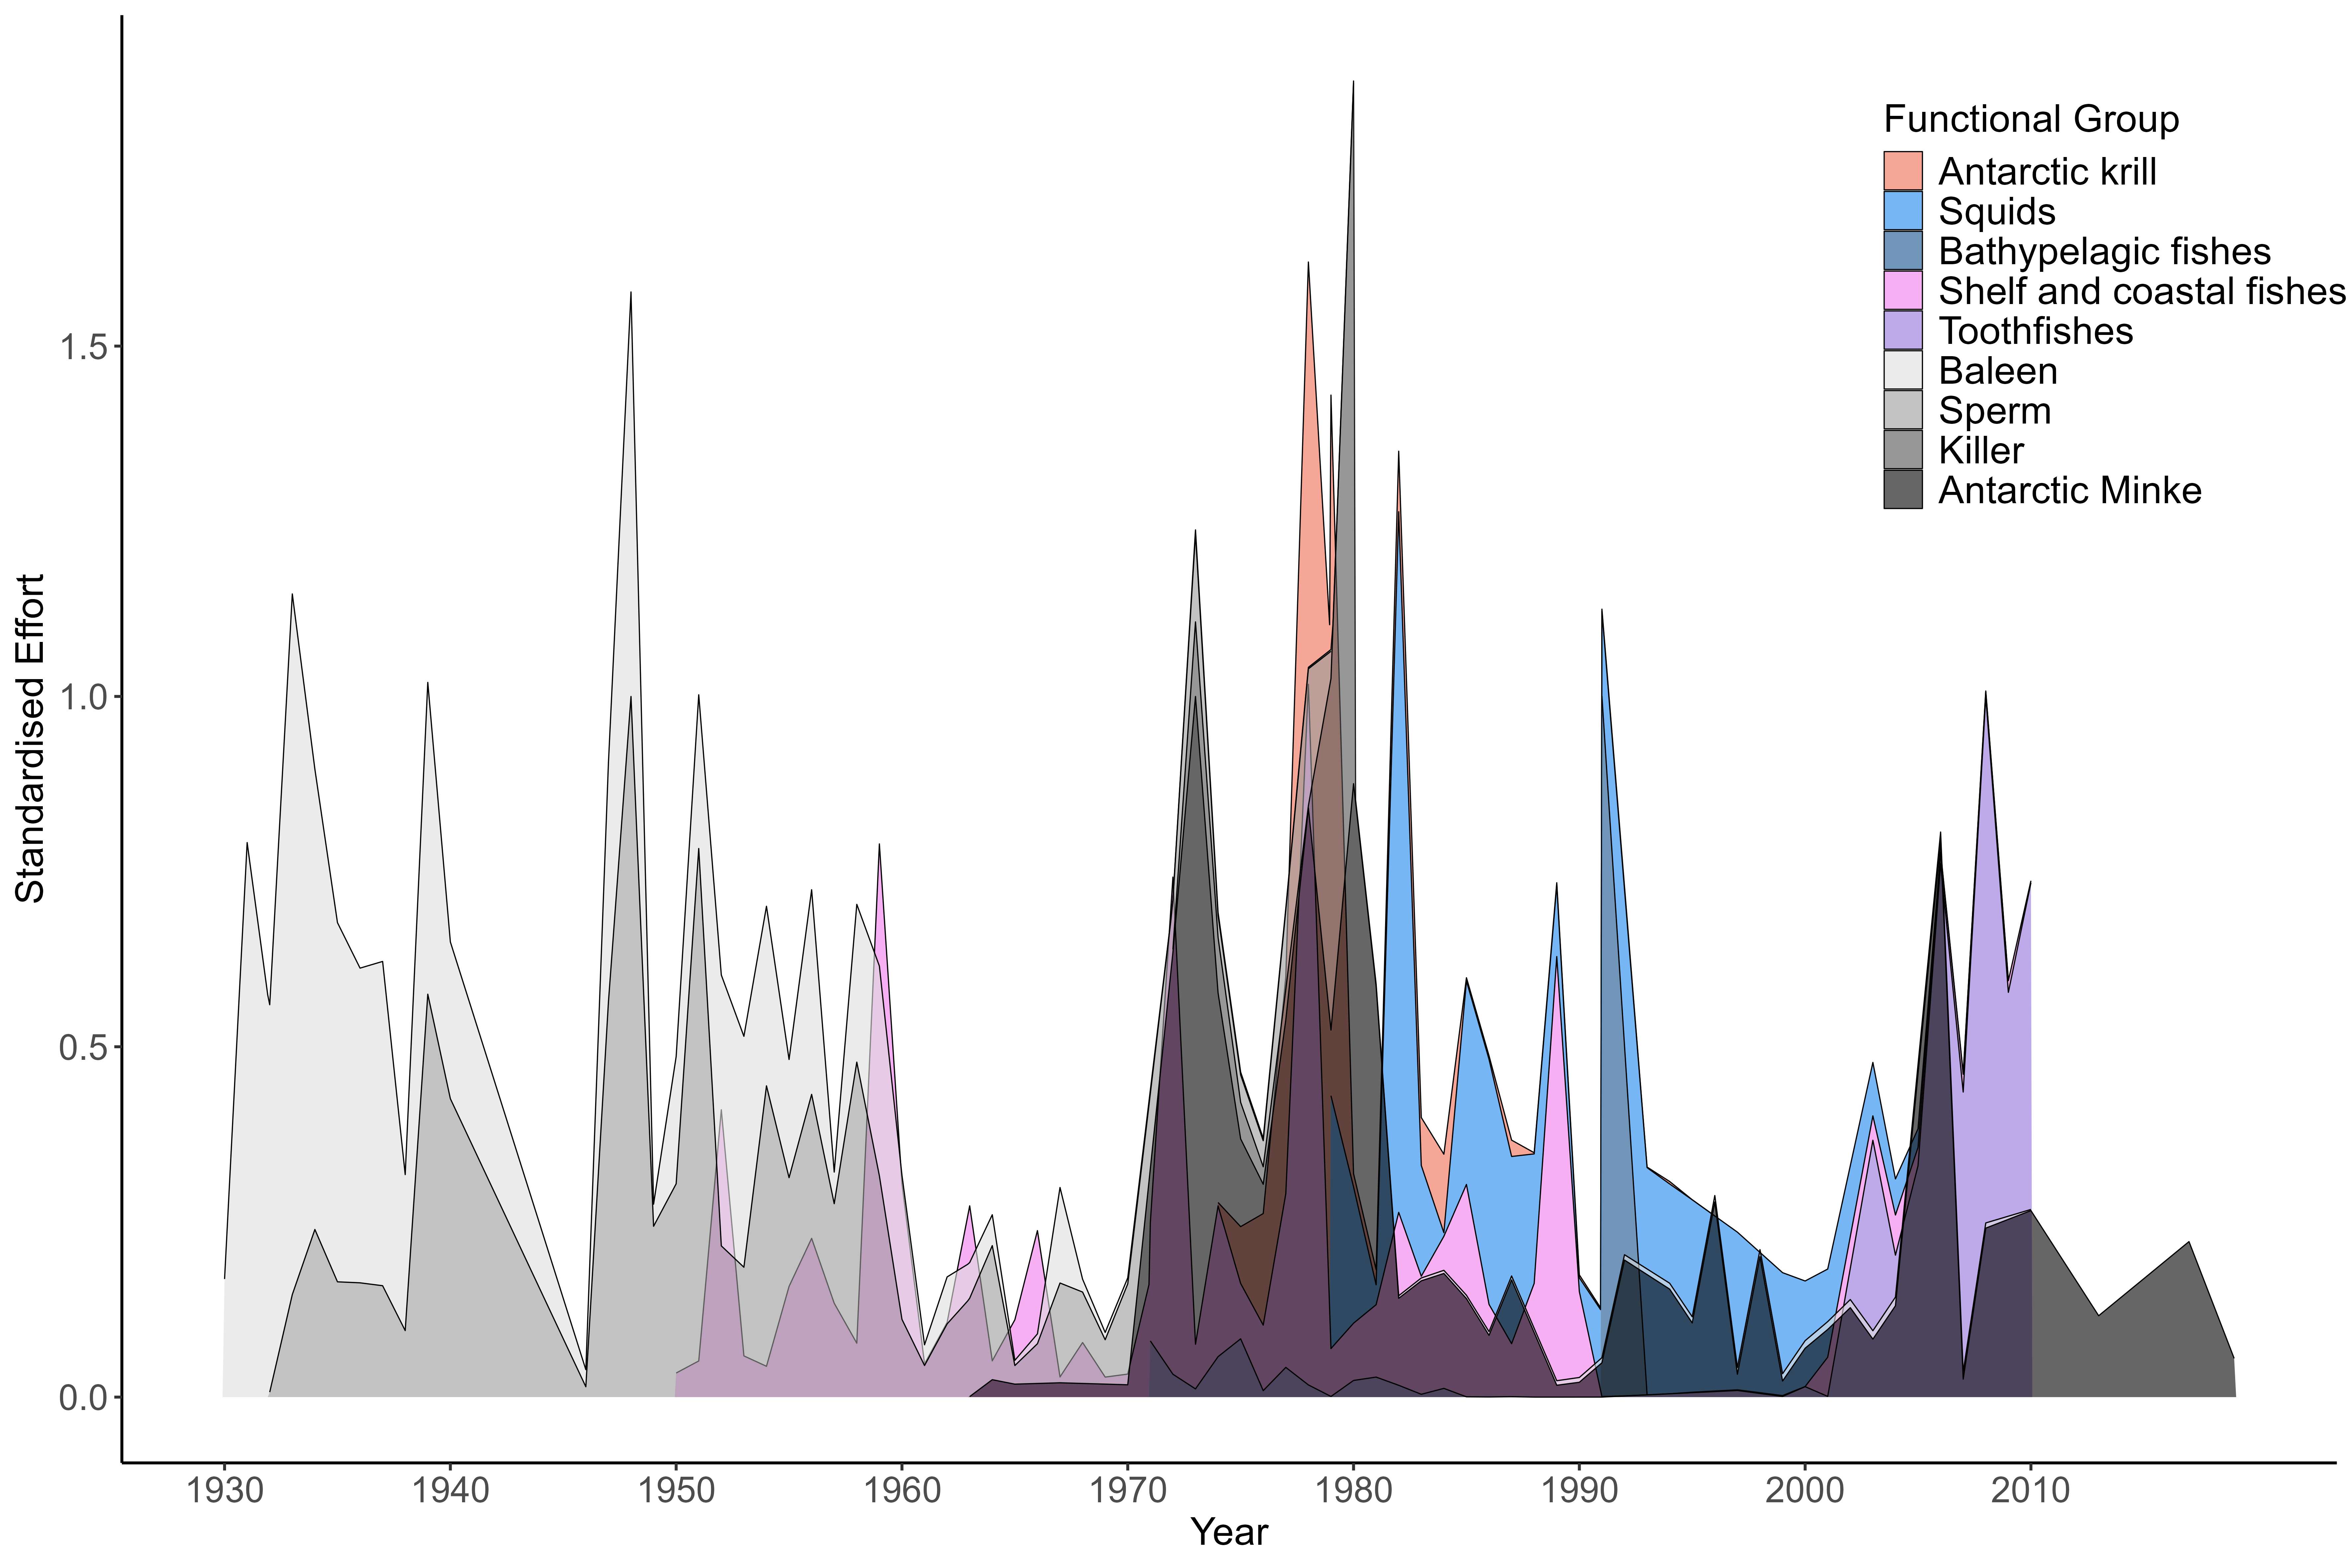 Functional Group
Antarctic krill
Squids
Bathypelagic fishes
Shelf and coastal fishes
Toothfishes
Baleen
Sperm
Killer
Antarctic Minke
Standardised Effort
1.5
1.0
0.5
0.0
1930 1940 1950 1960 1970 1980 1990 2000 2010
Year